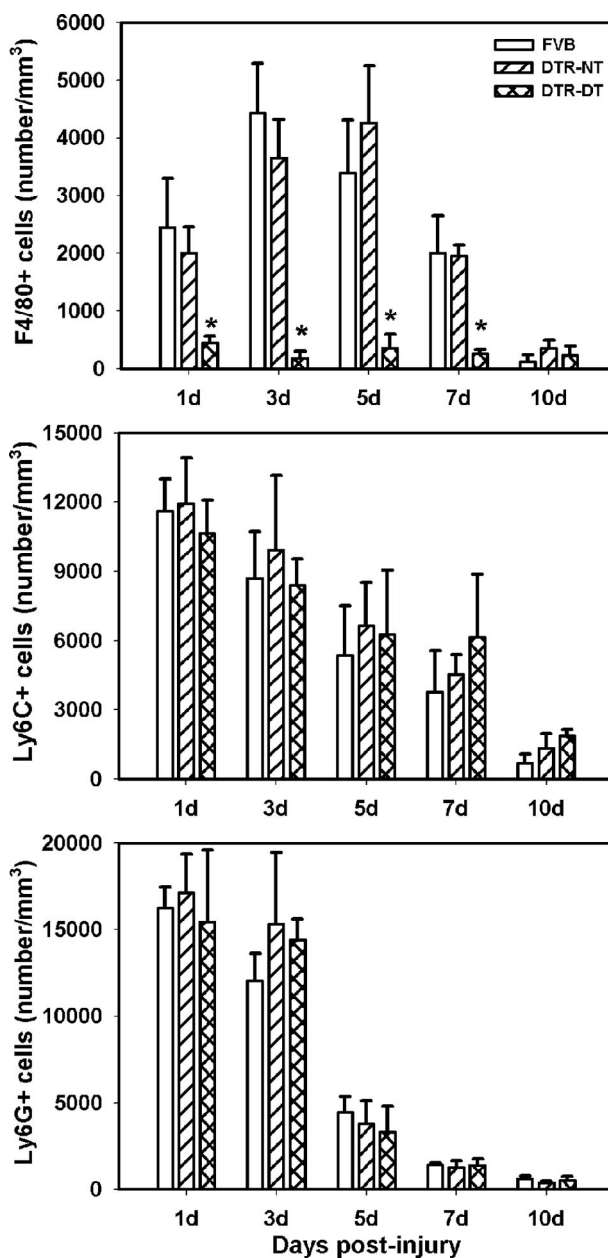 6000
5000
4000
3000
2000
1000
0
F4/80+ cells (number/mm³)
FVB
DTR-NT
DTR-DT
* * * *
1d 3d 5d 7d 10d
15000
12000
9000
6000
3000
0
Ly6C+ cells (number/mm³)
1d 3d 5d 7d 10d
20000
15000
10000
5000
0
Ly6G+ cells (number/mm³)
1d 3d 5d 7d 10d
Days post-injury